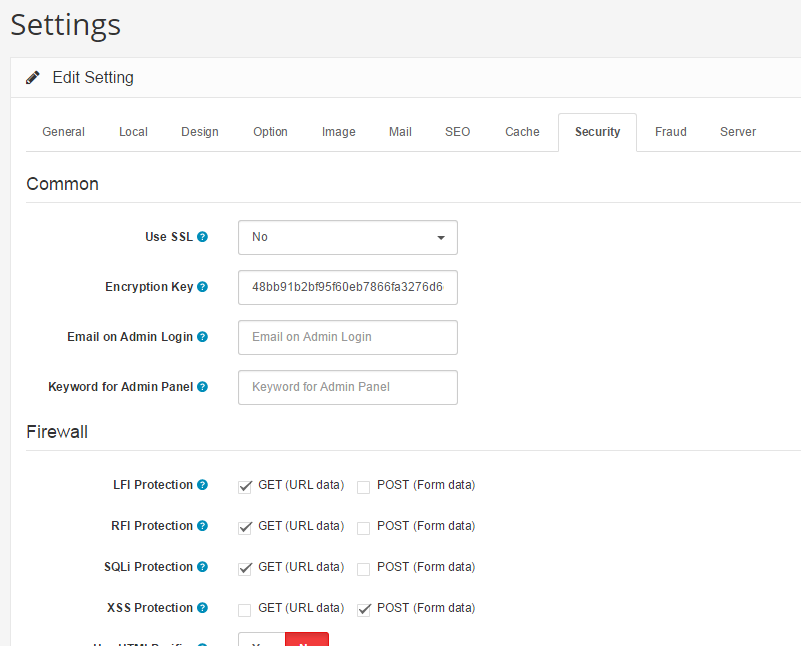 Settings
Edit Setting
General Local Design Option Image Mail SEO Cache Security Fraud Server
Common
Use SSL ? No
Encryption Key ? 48bb91b2bf95f60eb7866fa3276d6
Email on Admin Login ? Email on Admin Login
Keyword for Admin Panel ? Keyword for Admin Panel
Firewall
LFI Protection ? GET (URL data) POST (Form data)
RFI Protection ? GET (URL data) POST (Form data)
SQLi Protection ? GET (URL data) POST (Form data)
XSS Protection ? GET (URL data) POST (Form data)